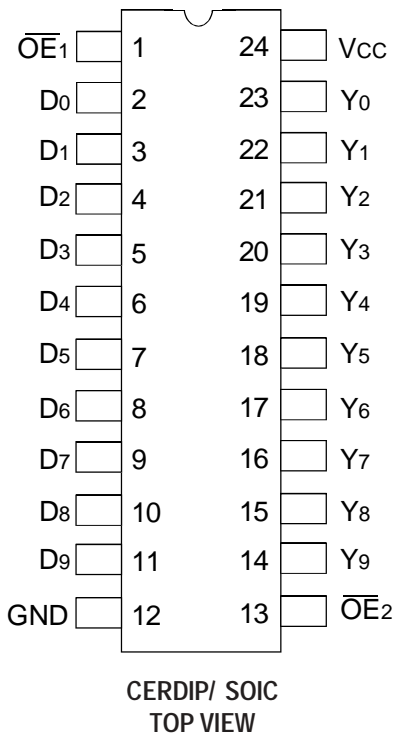 O̅E̅1 1 24 VCC
D0 2 23 Y0
D1 3 22 Y1
D2 4 21 Y2
D3 5 20 Y3
D4 6 19 Y4
D5 7 18 Y5
D6 8 17 Y6
D7 9 16 Y7
D8 10 15 Y8
D9 11 14 Y9
GND 12 13 O̅E̅2
CERDIP/ SOIC
TOP VIEW